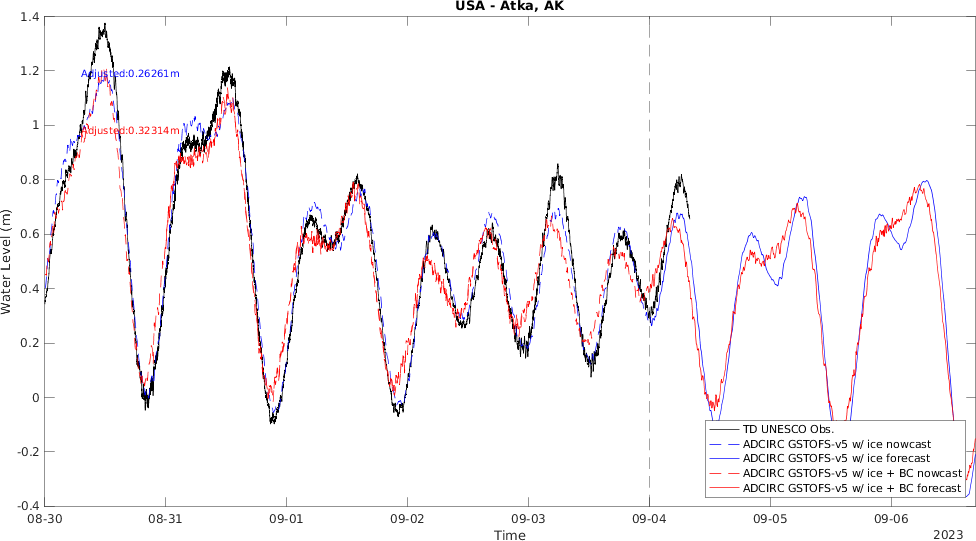 USA - Atka, AK
1.4
1.2
1
0.8
0.6
0.4
0.2
0
-0.2
-0.4
Water Level (m)
Adjusted:0.26261m
Adjusted:0.32314m
TD UNESCO Obs.
ADCIRC GSTOFS-v5 w/ ice nowcast
ADCIRC GSTOFS-v5 w/ ice forecast
ADCIRC GSTOFS-v5 w/ ice + BC nowcast
ADCIRC GSTOFS-v5 w/ ice + BC forecast
08-30 08-31 09-01 09-02 09-03 09-04 09-05 09-06
Time
2023